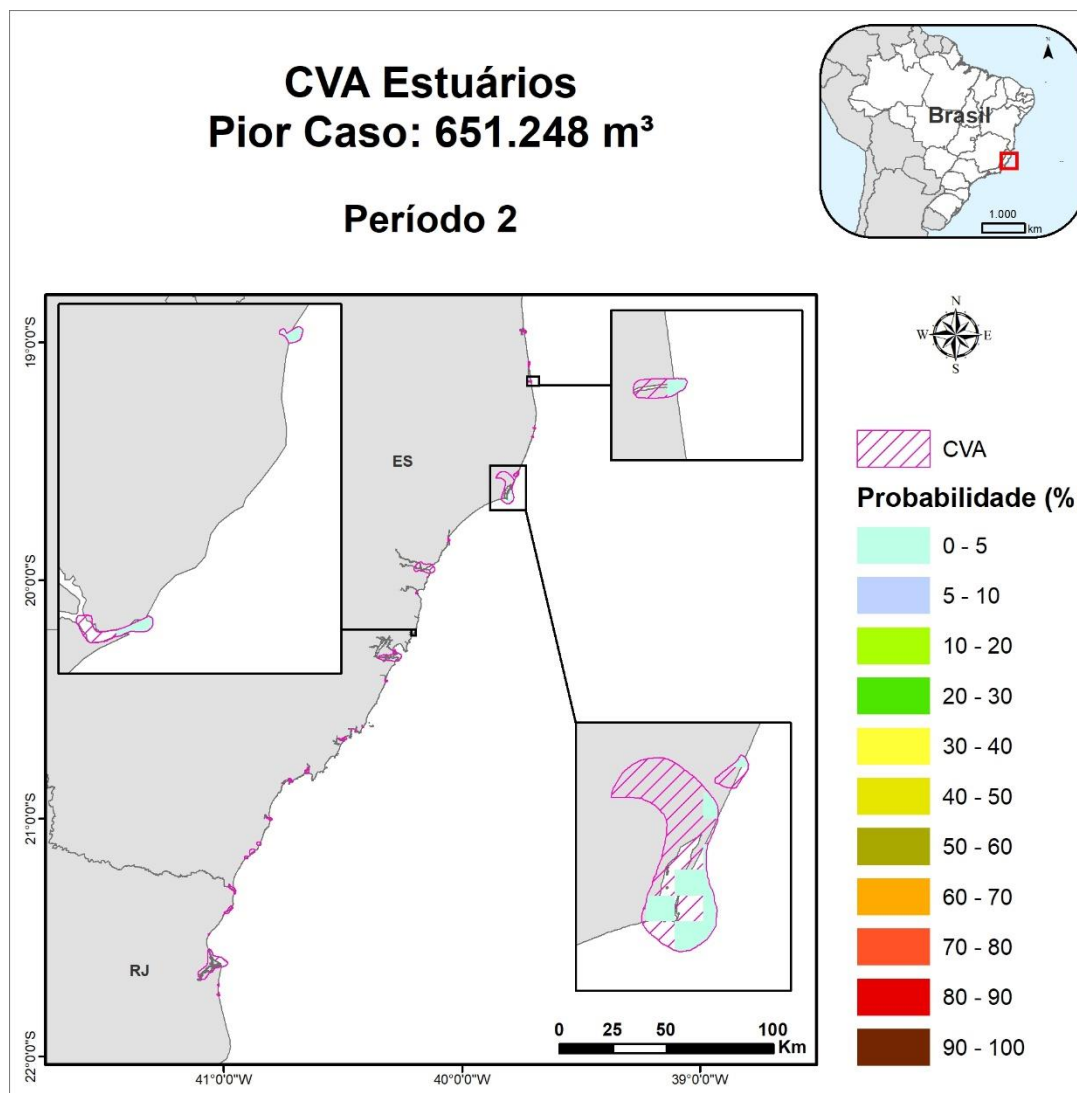 CVA Estuários
Pior Caso: 651.248 m³
Período 2
N
Brasil
1.000
km
N
W
E
S
CVA
Probabilidade (%
0 - 5
5 - 10
10 - 20
20 - 30
30 - 40
40 - 50
50 - 60
60 - 70
70 - 80
80 - 90
90 - 100
19°0'0"S
20°0'0"S
21°0'0"S
22°0'0"S
ES
RJ
0 25 50 100
Km
41°0'0"W
40°0'0"W
39°0'0"W